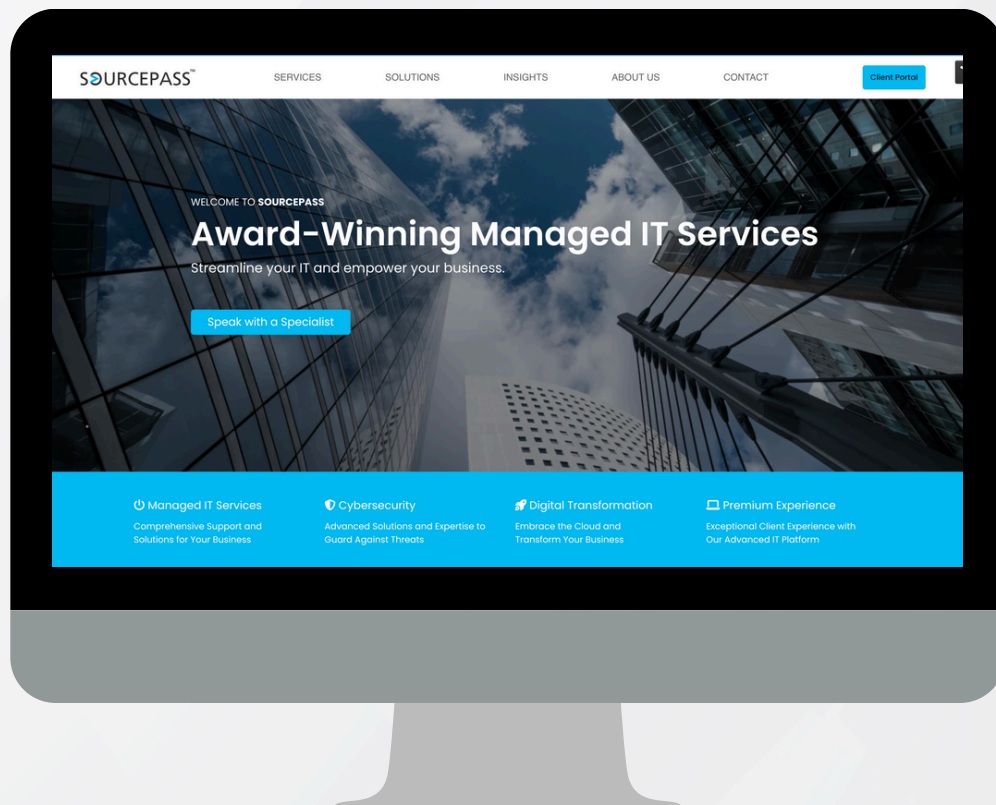 SOURCEPASS™
SERVICES
SOLUTIONS
INSIGHTS
ABOUT US
CONTACT
Client Portal
WELCOME TO SOURCEPASS
Award-Winning Managed IT Services
Streamline your IT and empower your business.
Speak with a Specialist
Managed IT Services
Comprehensive Support and
Solutions for Your Business
Cybersecurity
Advanced Solutions and Expertise to
Guard Against Threats
Digital Transformation
Embrace the Cloud and
Transform Your Business
Premium Experience
Exceptional Client Experience with
Our Advanced IT Platform